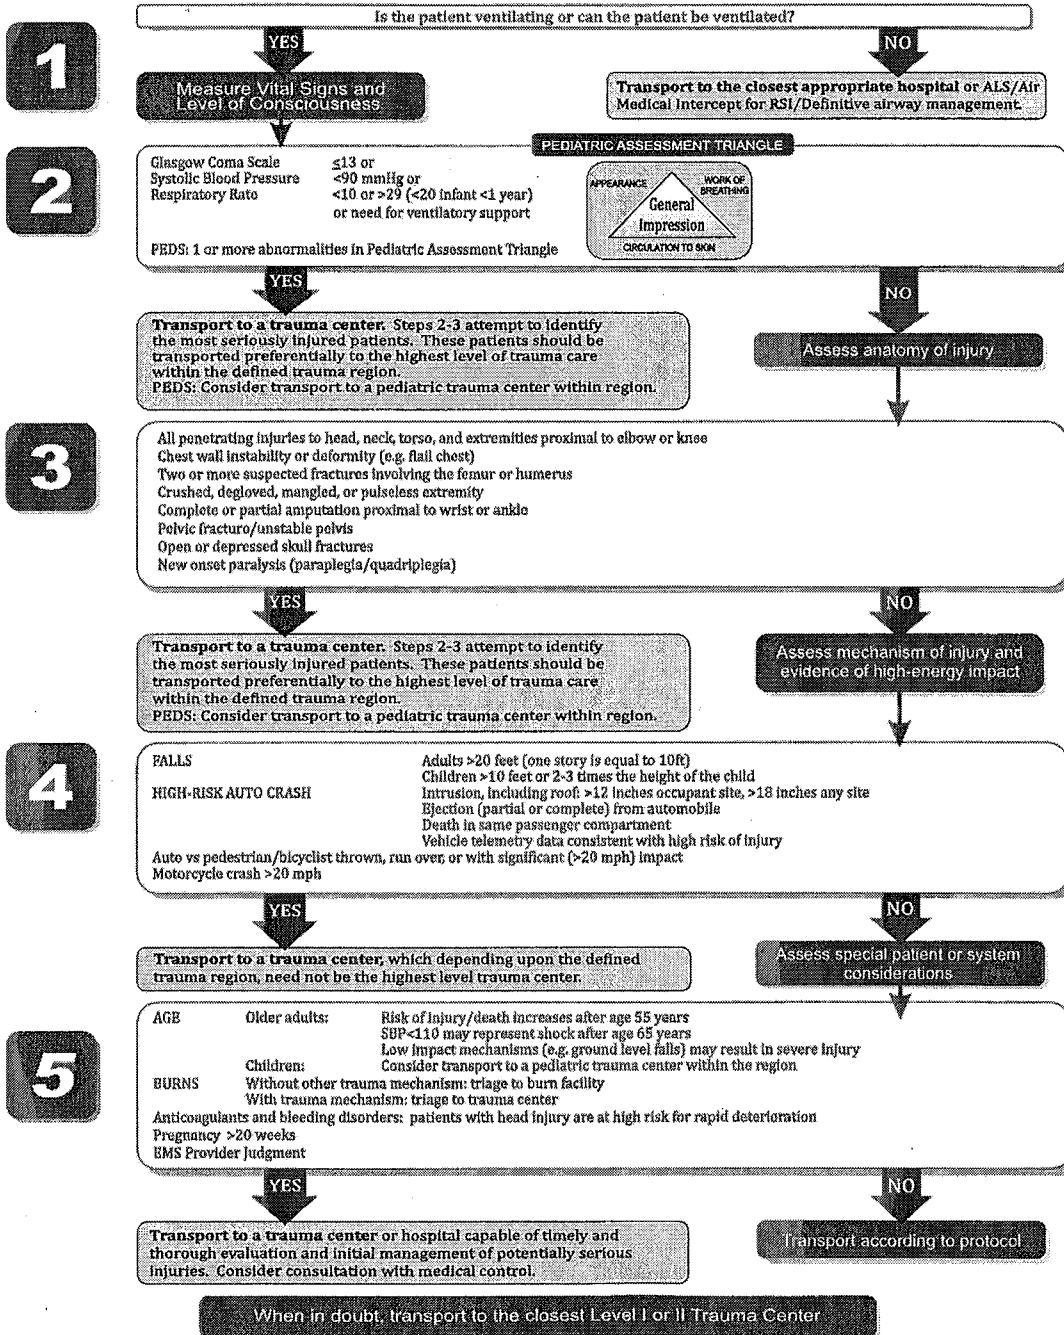 Is the patient ventilating or can the patient be ventilated?
1
YES
NO
Measure Vital Signs and
Level of Consciousness
Transport to the closest appropriate hospital or ALS/Air
Medical Intercept for RSI/Definitive airway management.
2
PEDIATRIC ASSESSMENT TRIANGLE
Glasgow Coma Scale ≤13 or
Systolic Blood Pressure <90 mmHg or
Respiratory Rate <10 or >29 (<20 infant <1 year)
or need for ventilatory support
PEDS: 1 or more abnormalities in Pediatric Assessment Triangle
APPEARANCE
WORK OF
BREATHING
General
Impression
CIRCULATION TO SKIN
YES
NO
Transport to a trauma center. Steps 2-3 attempt to identify
the most seriously injured patients. These patients should be
transported preferentially to the highest level of trauma care
within the defined trauma region.
PEDS: Consider transport to a pediatric trauma center within region.
Assess anatomy of injury
3
All penetrating injuries to head, neck, torso, and extremities proximal to elbow or knee
Chest wall instability or deformity (e.g. flail chest)
Two or more suspected fractures involving the femur or humerus
Crushed, degloved, mangled, or pulseless extremity
Complete or partial amputation proximal to wrist or ankle
Pelvic fracture/unstable pelvis
Open or depressed skull fractures
New onset paralysis (paraplegia/quadriplegia)
YES
NO
Transport to a trauma center. Steps 2-3 attempt to identify
the most seriously injured patients. These patients should be
transported preferentially to the highest level of trauma care
within the defined trauma region.
PEDS: Consider transport to a pediatric trauma center within region.
Assess mechanism of injury and
evidence of high-energy impact
4
FALLS Adults >20 feet (one story is equal to 10ft)
Children >10 feet or 2-3 times the height of the child
HIGH-RISK AUTO CRASH Intrusion, including roof: >12 inches occupant site, >18 inches any site
Ejection (partial or complete) from automobile
Death in same passenger compartment
Vehicle telemetry data consistent with high risk of injury
Auto vs pedestrian/bicyclist thrown, run over, or with significant (>20 mph) impact
Motorcycle crash >20 mph
YES
NO
Transport to a trauma center, which depending upon the defined
trauma region, need not be the highest level trauma center.
Assess special patient or system
considerations
5
AGE Older adults: Risk of injury/death increases after age 55 years
SBP<110 may represent shock after age 65 years
Low impact mechanisms (e.g. ground level falls) may result in severe injury
Children: Consider transport to a pediatric trauma center within the region
BURNS Without other trauma mechanism: triage to burn facility
With trauma mechanism: triage to trauma center
Anticoagulants and bleeding disorders: patients with head injury are at high risk for rapid deterioration
Pregnancy >20 weeks
EMS Provider Judgment
YES
NO
Transport to a trauma center or hospital capable of timely and
thorough evaluation and initial management of potentially serious
injuries. Consider consultation with medical control.
Transport according to protocol
When in doubt, transport to the closest Level I or II Trauma Center